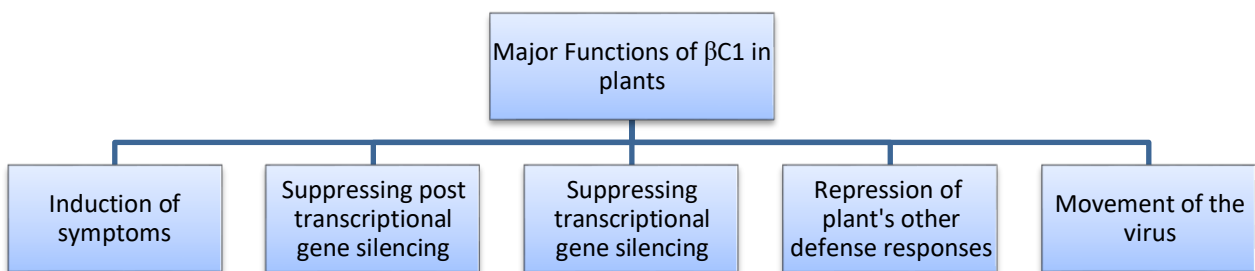 Major Functions of βC1 in
plants
Induction of
symptoms
Suppressing post
transcriptional
gene silencing
Suppressing
transcriptional
gene silencing
Repression of
plant's other
defense responses
Movement of the
virus